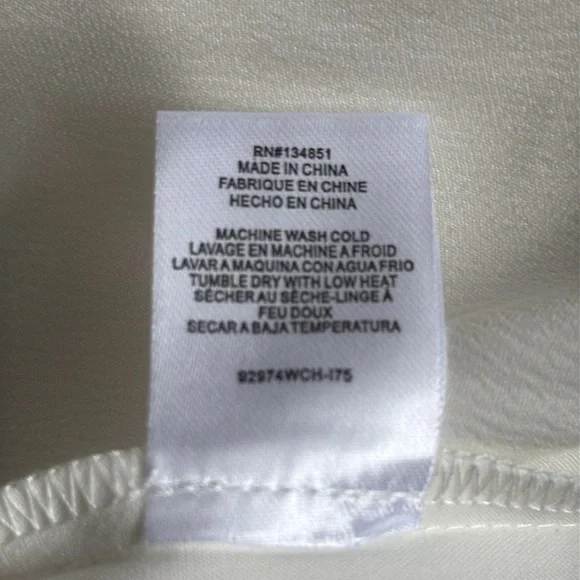 RN#134851
MADE IN CHINA
FABRIQUE EN CHINE
HECHO EN CHINA
MACHINE WASH COLD
LAVAGE EN MACHINE A FROID
LAVAR A MAQUINA CON AGUA FRIO
TUMBLE DRY WITH LOW HEAT
SÉCHER AU SÈCHE-LINGE À
FEU DOUX
SECAR A BAJA TEMPERATURA
92974WCH-I75